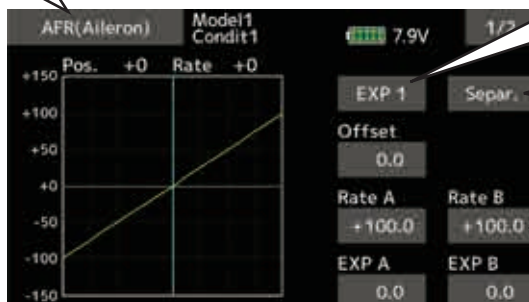 AFR(Aileron) Model1 1/2
Condit1 7.9V
Pos. +0 Rate +0
+150
+100
+50
+0
-50
-100
-150
EXP 1 Separ.
Offset
0.0
Rate A Rate B
+100.0 +100.0
EXP A EXP B
0.0 0.0